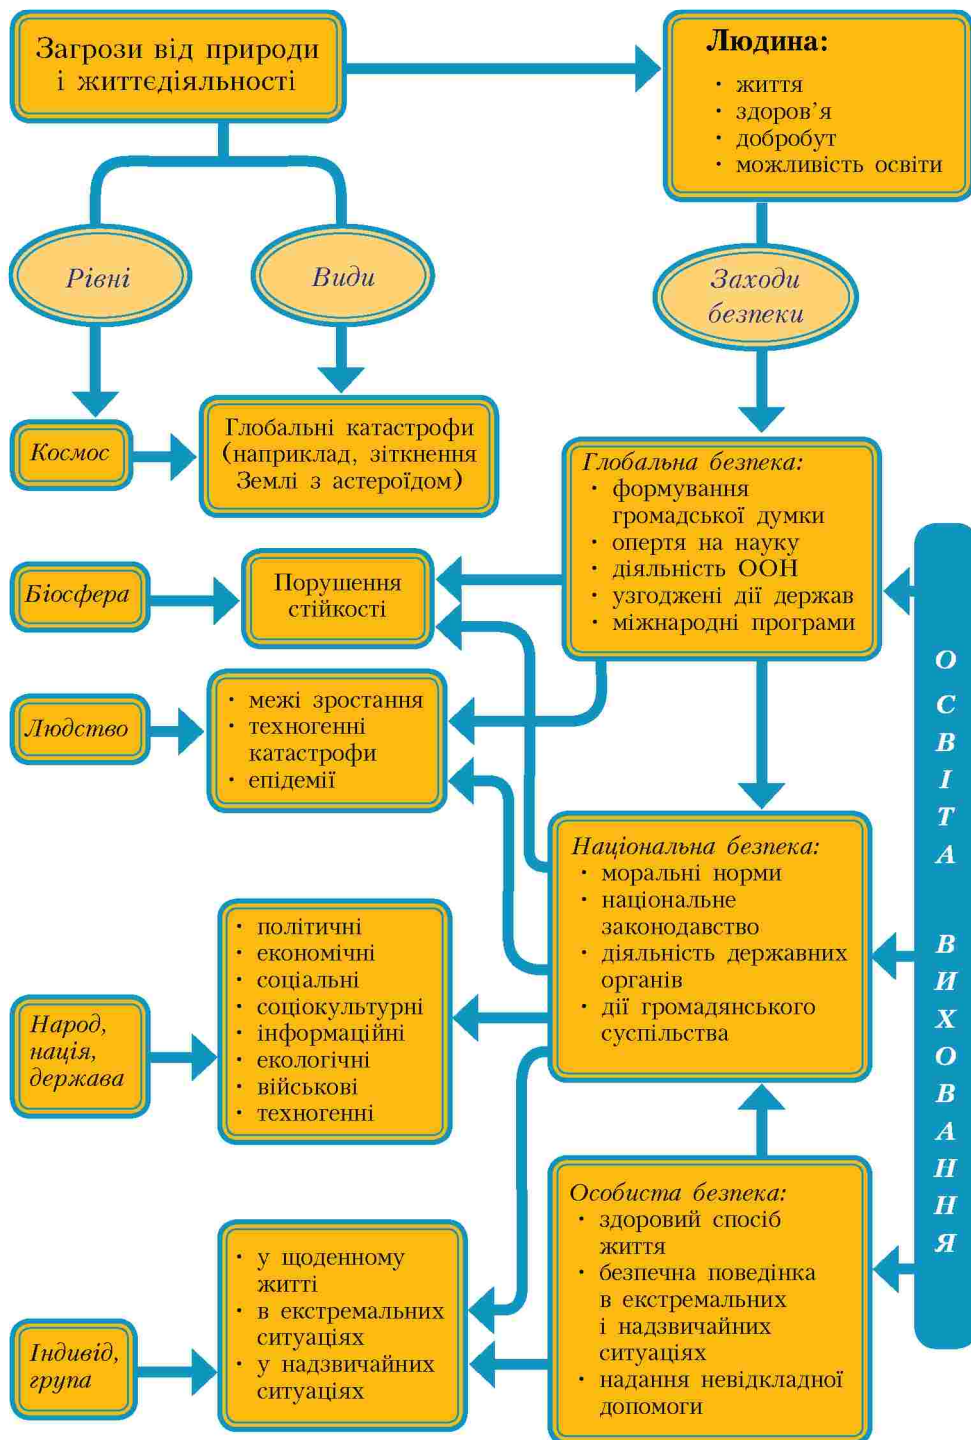 Загрози від природи
і життєдіяльності
Людина:
· життя
· здоров’я
· добробут
· можливість освіти
Рівні
Види
Заходи
безпеки
Космос
Глобальні катастрофи
(наприклад, зіткнення
Землі з астероїдом)
Глобальна безпека:
· формування
громадської думки
· опертя на науку
· діяльність ООН
· узгоджені дії держав
· міжнародні програми
Біосфера
Порушення
стійкості
Людство
· межі зростання
· техногенні
катастрофи
· епідемії
Національна безпека:
· моральні норми
· національне
законодавство
· діяльність державних
органів
· дії громадянського
суспільства
Народ,
нація,
держава
· політичні
· економічні
· соціальні
· соціокультурні
· інформаційні
· екологічні
· військові
· техногенні
Особиста безпека:
· здоровий спосіб
життя
· безпечна поведінка
в екстремальних
і надзвичайних
ситуаціях
· надання невідкладної
допомоги
Індивід,
група
· у щоденному
житті
· в екстремальних
ситуаціях
· у надзвичайних
ситуаціях
ОСВІТА ВИХОВАННЯ